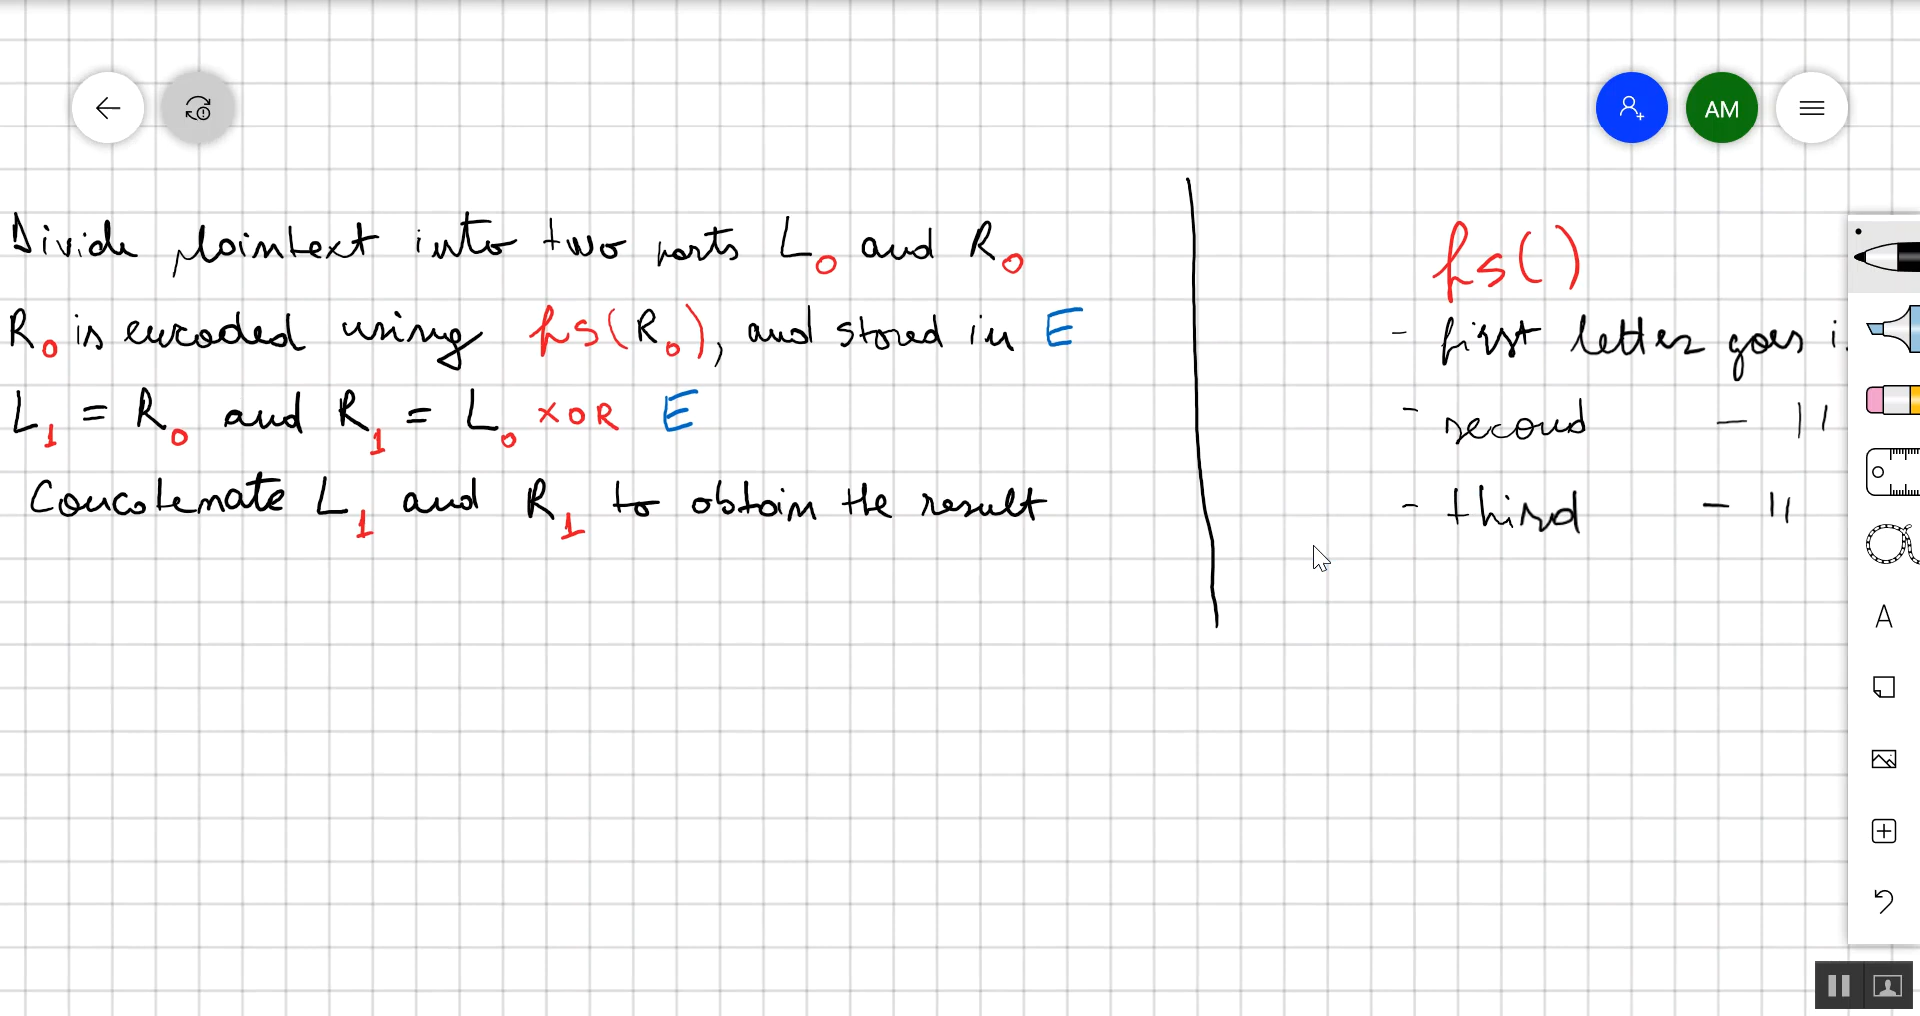 AM
Divide plaintext into two parts L0 and R0
R0 is encoded using fs(R0), and stored in E
L1 = R0 and R1 = L0 XOR E
Concatenate L1 and R1 to obtain the result
fs()
- first letter goes i
- second - "
- third - "
A